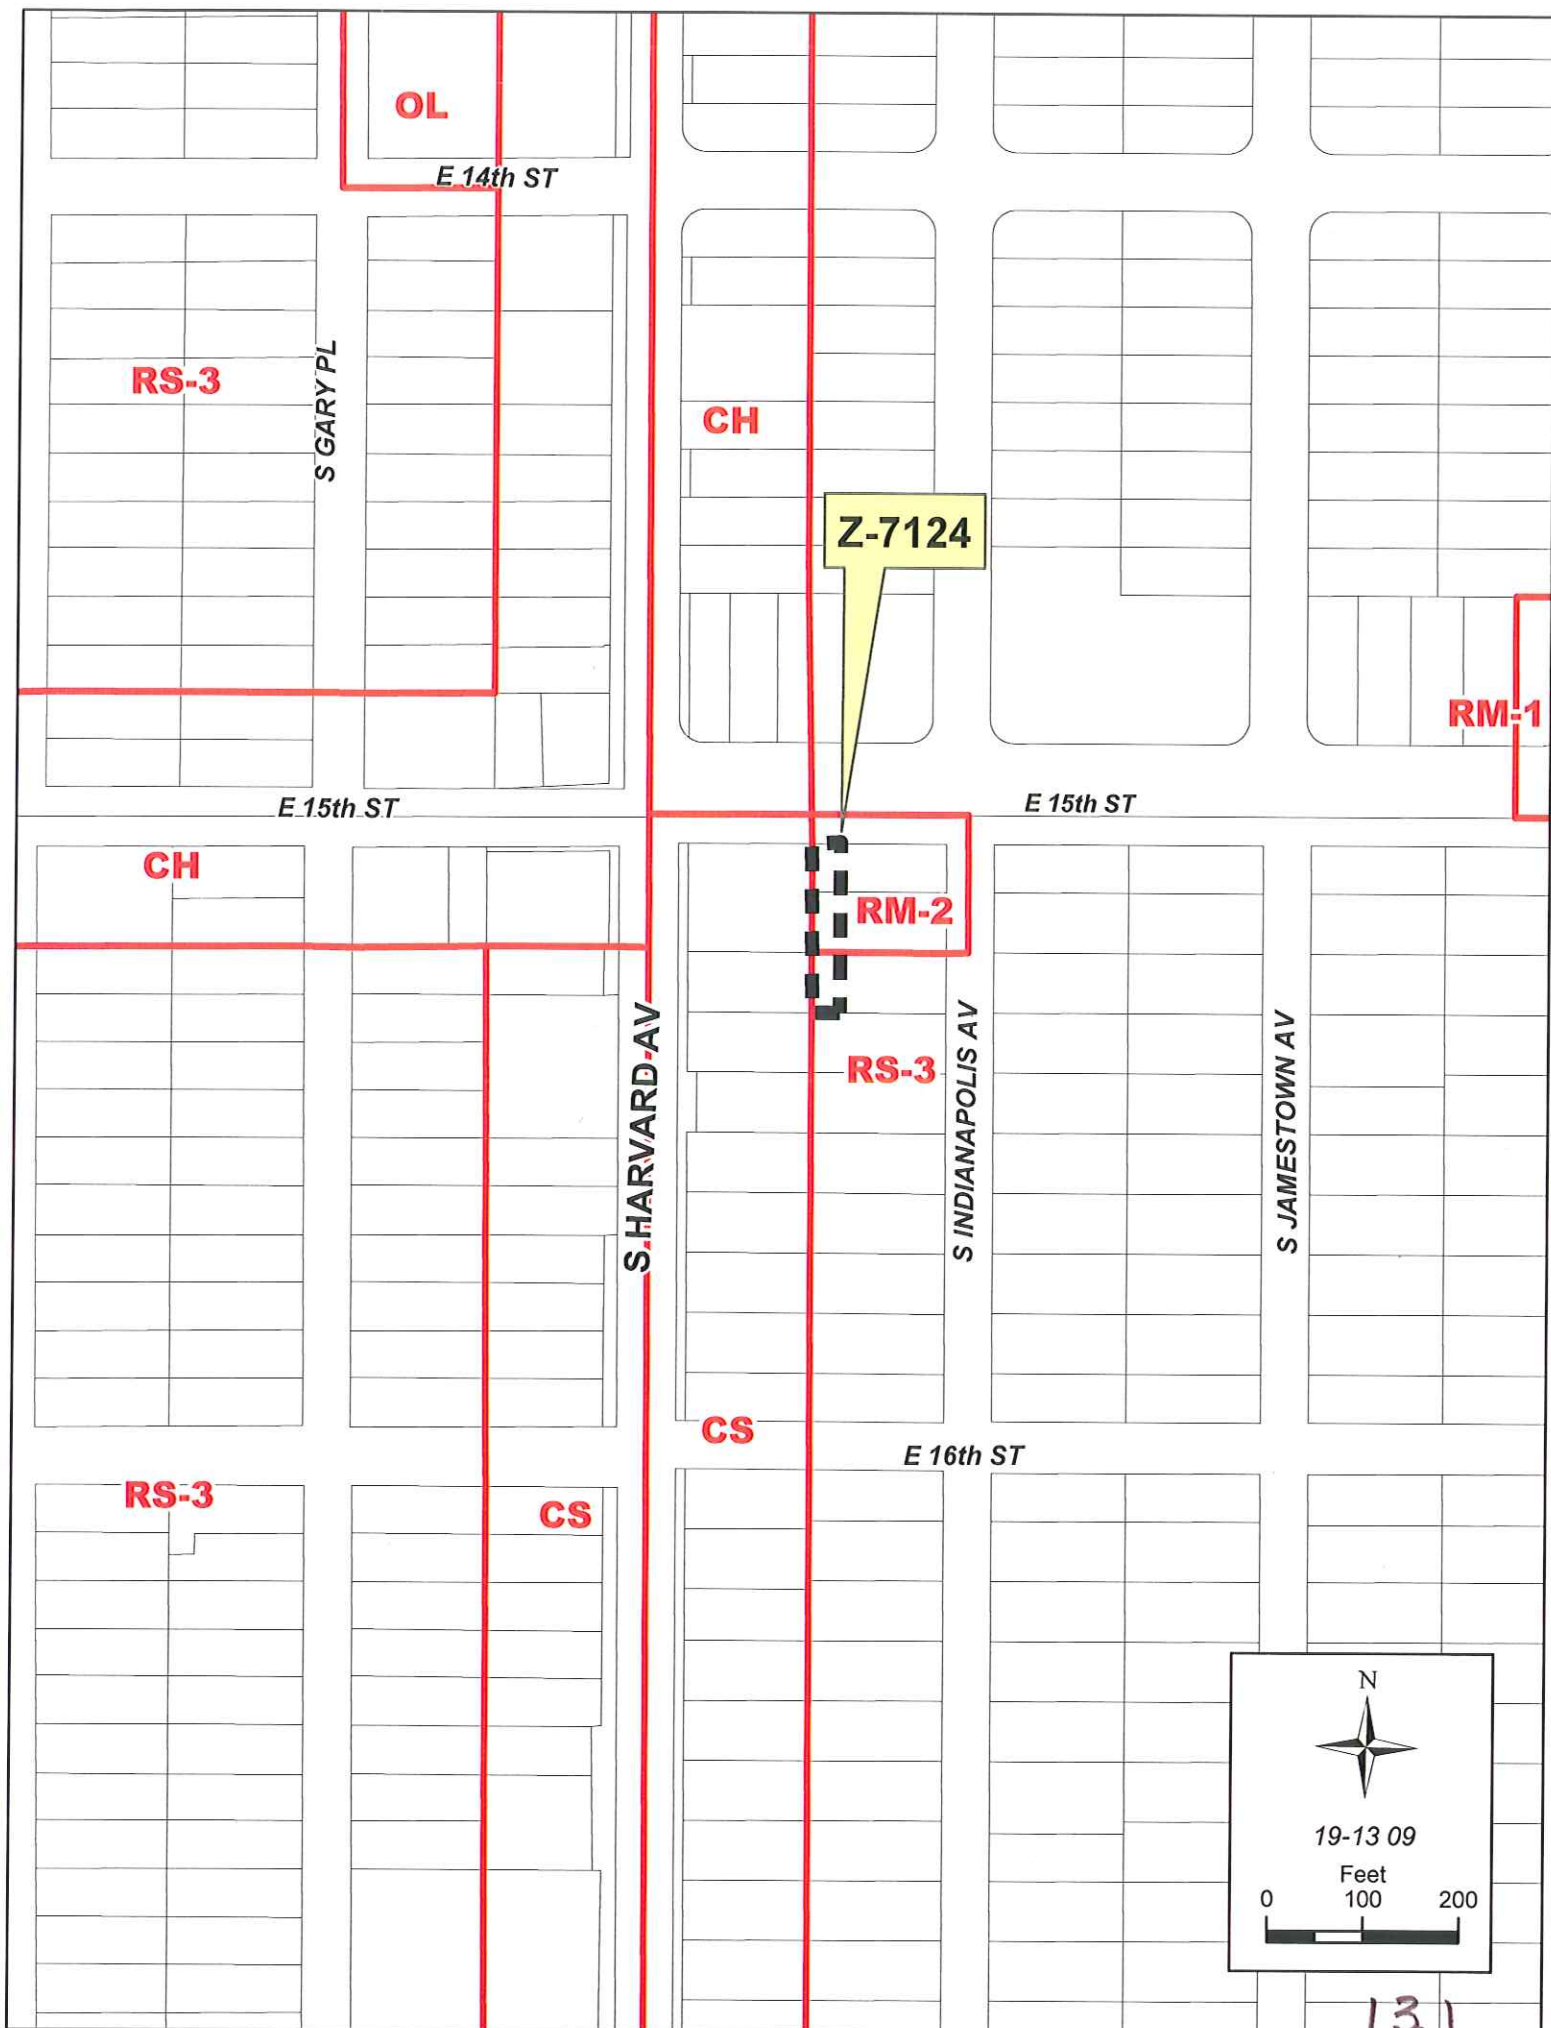 OL
E 14th ST
RS-3
S GARY PL
CH
Z-7124
RM-1
E 15th ST
E 15th ST
CH
RM-2
S HARVARD AV
S INDIANAPOLIS AV
S JAMESTOWN AV
RS-3
CS
E 16th ST
RS-3
CS
N
19-13 09
Feet
0 100 200
131